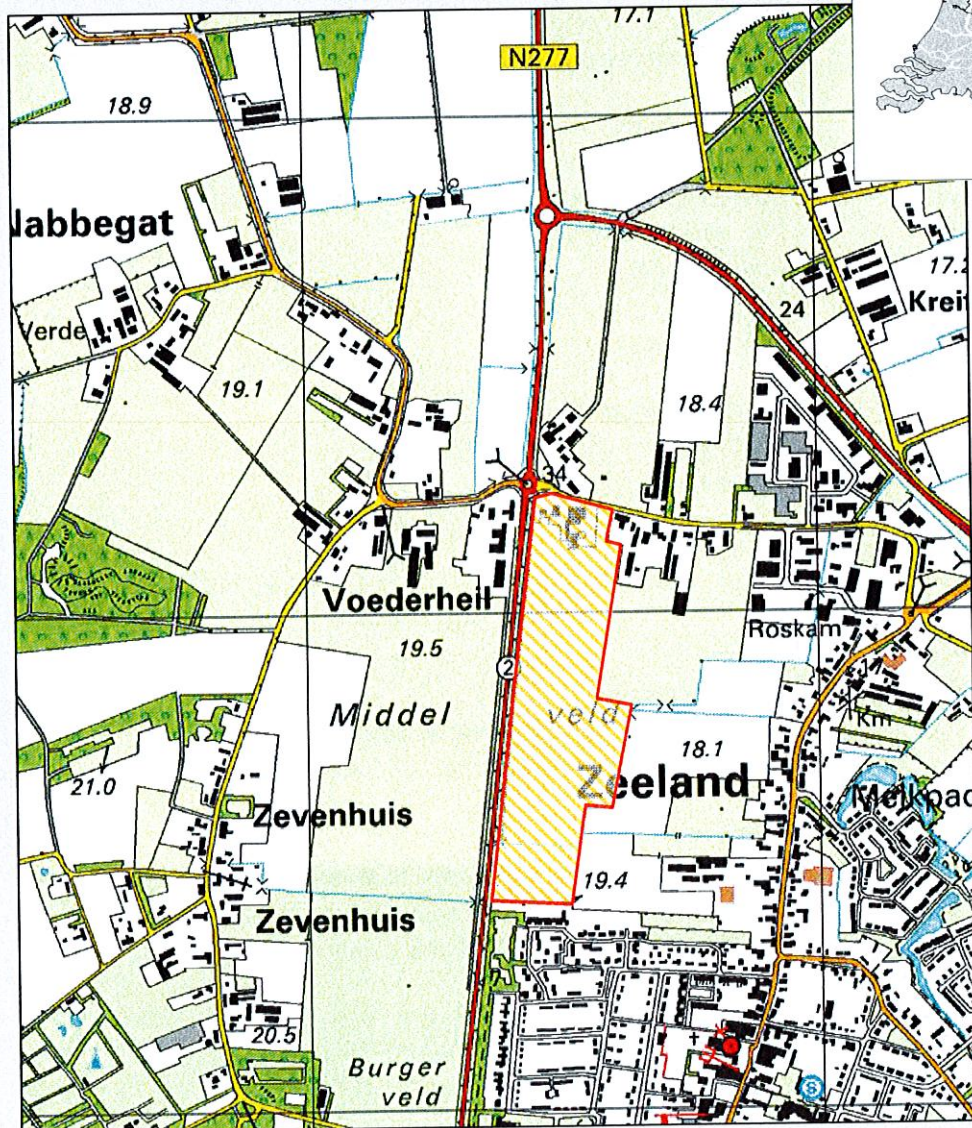 17.1
N277
18.9
Nabbegat
17.2
Verde
24
Kreit
19.1
18.4
34
Voederheil
Roskam
19.5
2
Middel veld
Km
18.1
21.0
Zeeland
Melkpad
Zevenhuis
19.4
Zevenhuis
20.5
Burger
veld
S